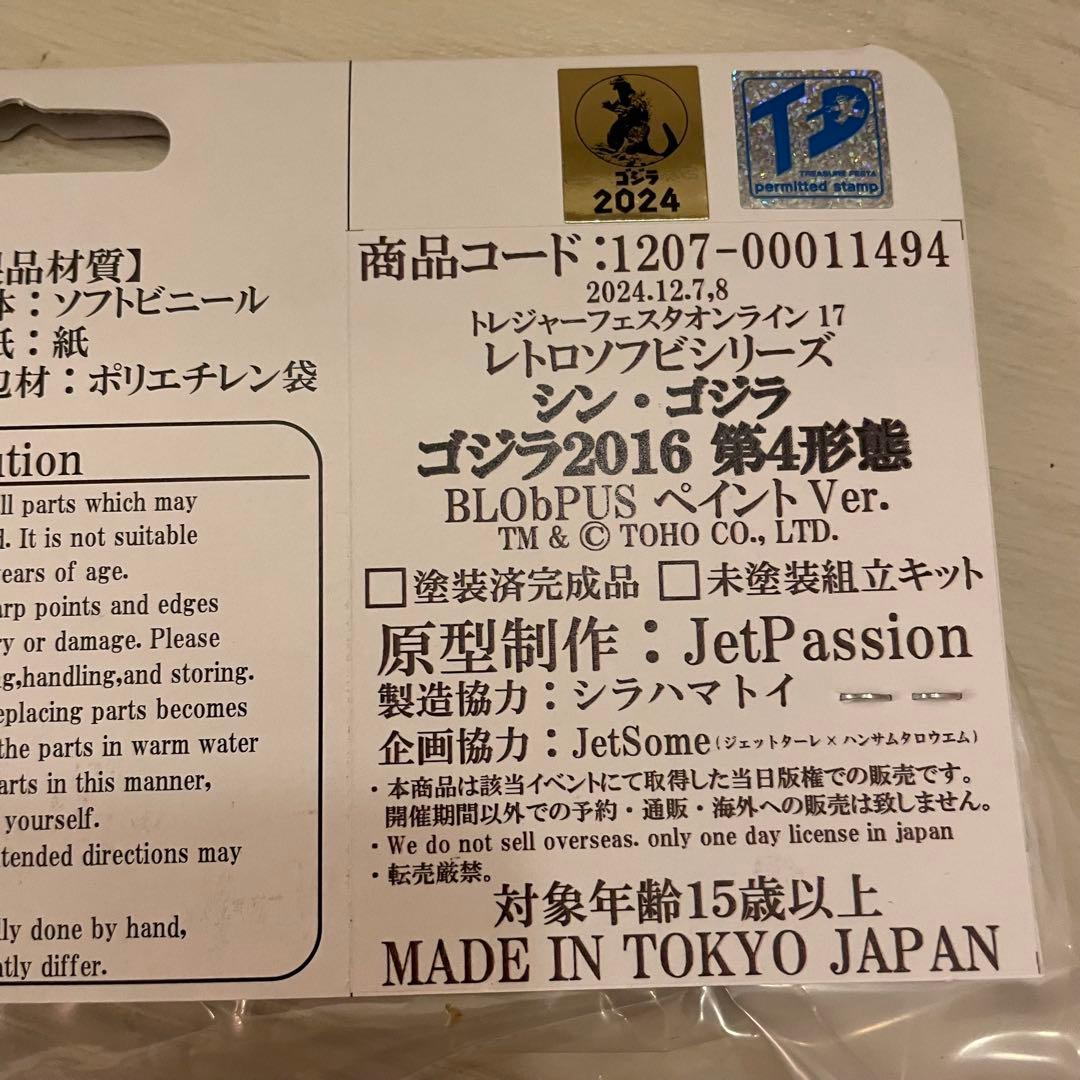 ゴジラ
2024
TD
TREASURE FESTA
permitted stamp
品材質】
体：ソフトビニール
紙：紙
包材：ポリエチレン袋
ution
ll parts which may
d. It is not suitable
years of age.
arp points and edges
ry or damage. Please
g,handling,and storing.
eplacing parts becomes
the parts in warm water
arts in this manner,
yourself.
ntended directions may
lly done by hand,
ntly differ.
商品コード：1207-00011494
2024.12.7,8
トレジャーフェスタオンライン 17
レトロソフビシリーズ
シン・ゴジラ
ゴジラ2016 第4形態
BLObPUS ペイント Ver.
TM & © TOHO CO., LTD.
□塗装済完成品 □未塗装組立キット
原型制作：JetPassion
製造協力：シラハマトイ
企画協力：JetSome（ジェットターレ×ハンサムタロウエム）
・本商品は該当イベントにて取得した当日版権での販売です。
開催期間以外での予約・通販・海外への販売は致しません。
・We do not sell overseas. only one day license in japan
・転売厳禁。
対象年齢15歳以上
MADE IN TOKYO JAPAN